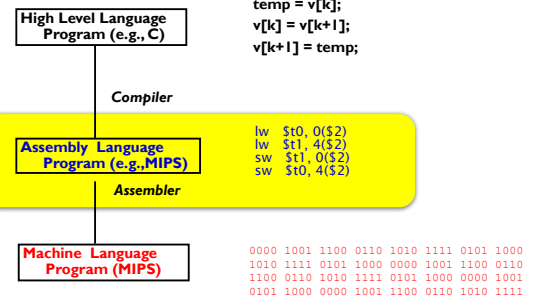 temp = v[k];
High Level Language
Program (e.g., C)
v[k] = v[k+1];
v[k+1] = temp;
Compiler
Assembly Language
Program (e.g.,MIPS)
lw $t0, 0($2)
lw $t1, 4($2)
sw $t1, 0($2)
sw $t0, 4($2)
Assembler
Machine Language
Program (MIPS)
0000 1001 1100 0110 1010 1111 0101 1000
1010 1111 0101 1000 0000 1001 1100 0110
1100 0110 1010 1111 0101 1000 0000 1001
0101 1000 0000 1001 1100 0110 1010 1111